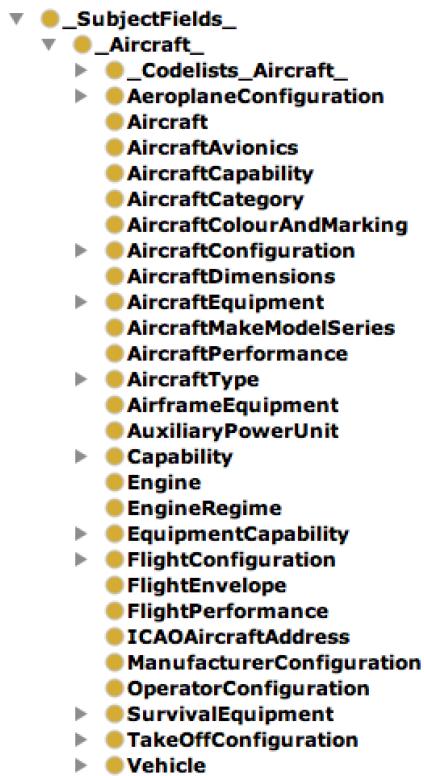 _SubjectFields_
_Aircraft_
_Codelists_Aircraft_
AeroplaneConfiguration
Aircraft
AircraftAvionics
AircraftCapability
AircraftCategory
AircraftColourAndMarking
AircraftConfiguration
AircraftDimensions
AircraftEquipment
AircraftMakeModelSeries
AircraftPerformance
AircraftType
AirframeEquipment
AuxiliaryPowerUnit
Capability
Engine
EngineRegime
EquipmentCapability
FlightConfiguration
FlightEnvelope
FlightPerformance
ICAOAircraftAddress
ManufacturerConfiguration
OperatorConfiguration
SurvivalEquipment
TakeOffConfiguration
Vehicle